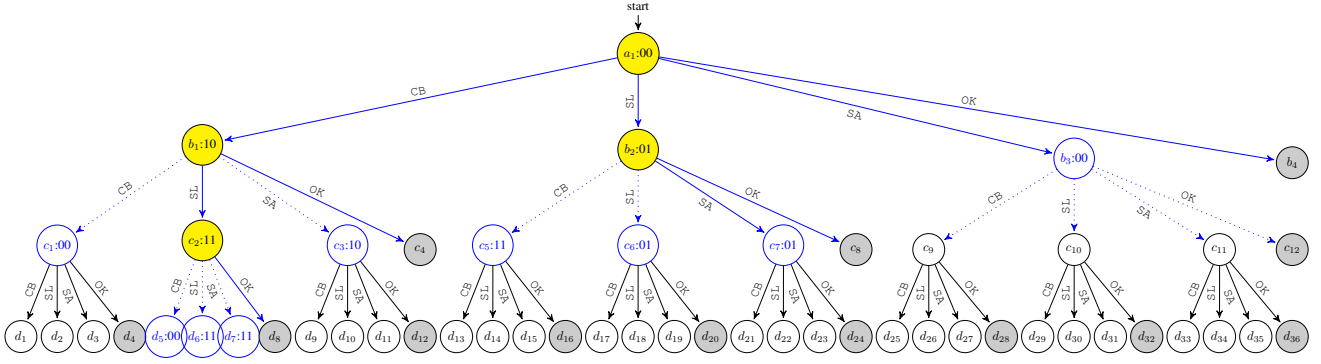 start
a1:00
CB
SL
SA
OK
b1:10
b2:01
b3:00
b4
CB
SL
SA
OK
CB
SL
SA
OK
CB
SL
SA
OK
c1:00
c2:11
c3:10
c4
c5:11
c6:01
c7:01
c8
c9
c10
c11
c12
CB
SL
SA
OK
CB
SL
SA
OK
CB
SL
SA
OK
CB
SL
SA
OK
CB
SL
SA
OK
CB
SL
SA
OK
CB
SL
SA
OK
CB
SL
SA
OK
CB
SL
SA
OK
d1
d2
d3
d4
d5:00
d6:11
d7:11
d8
d9
d10
d11
d12
d13
d14
d15
d16
d17
d18
d19
d20
d21
d22
d23
d24
d25
d26
d27
d28
d29
d30
d31
d32
d33
d34
d35
d36